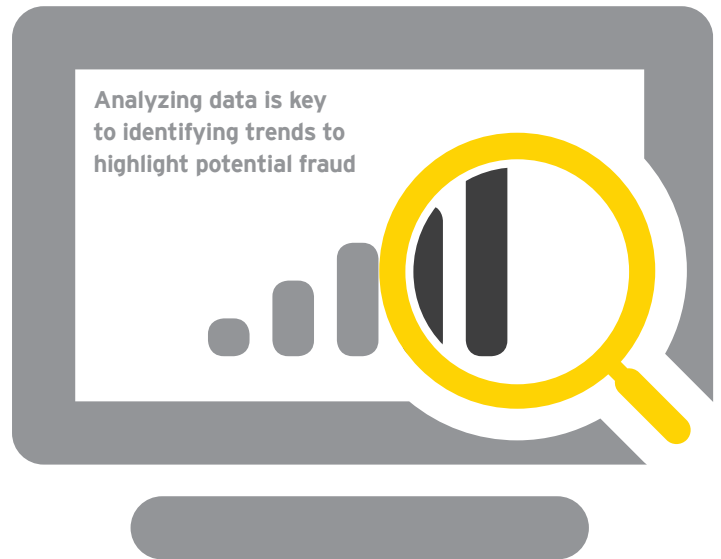 Analyzing data is key
to identifying trends to
highlight potential fraud